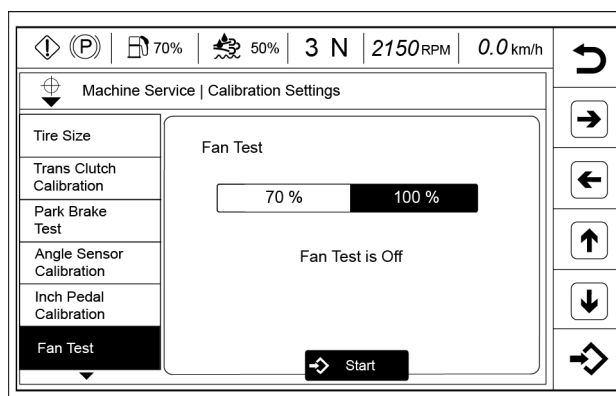 (P) 70% 50% 3 N 2150 RPM 0.0 km/h
Machine Service | Calibration Settings
Tire Size
Trans Clutch
Calibration
Park Brake
Test
Angle Sensor
Calibration
Inch Pedal
Calibration
Fan Test
Fan Test
70 % 100 %
Fan Test is Off
Start